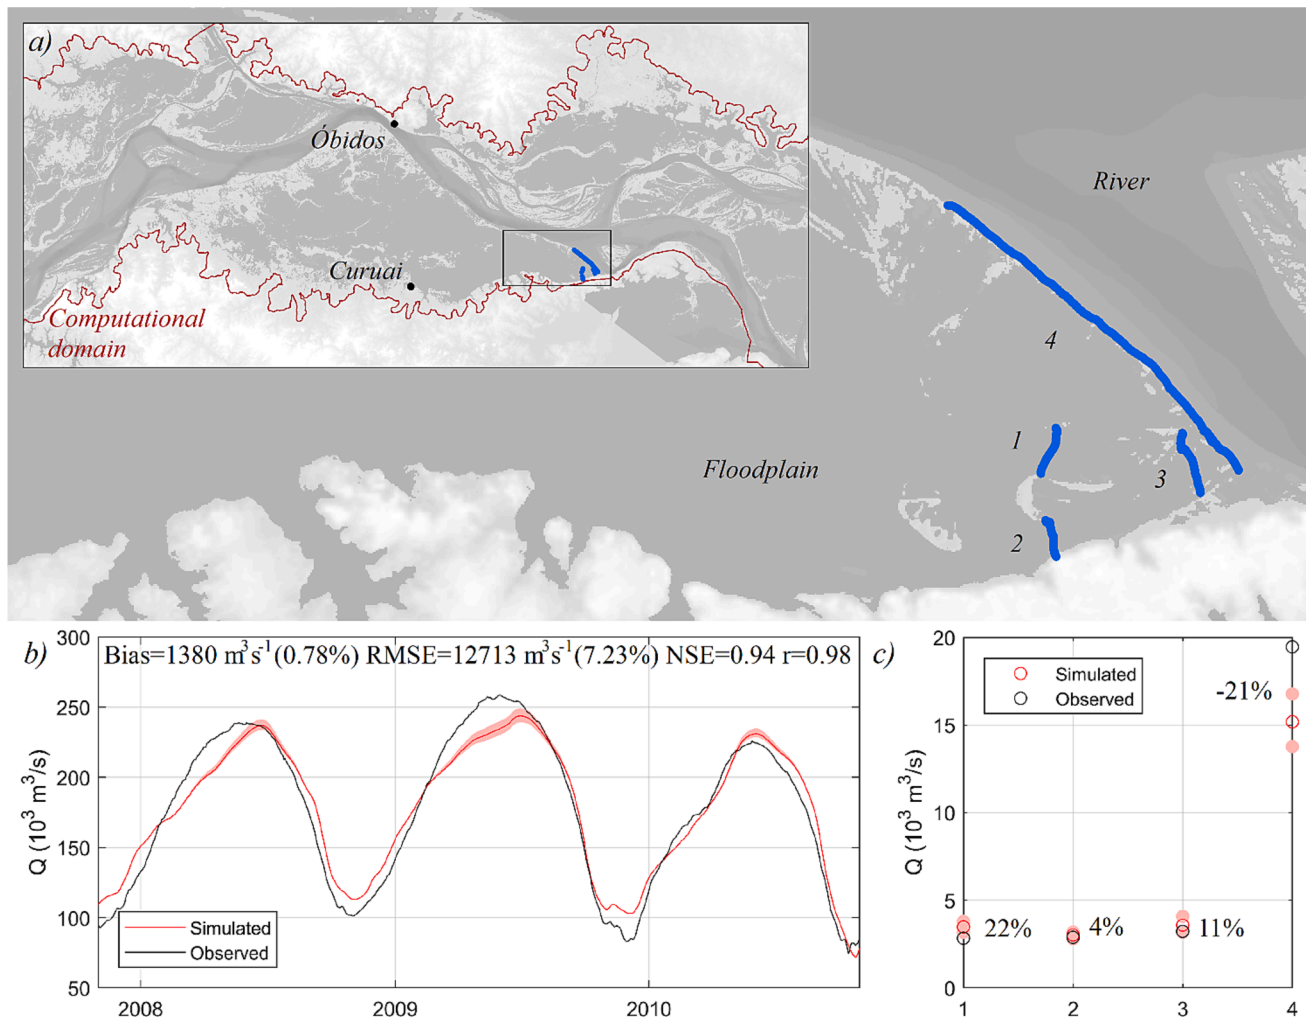 a)
Óbidos
Curuai
Computational
domain
River
Floodplain
1
2
3
4
b)
Bias=1380 m³s⁻¹(0.78%) RMSE=12713 m³s⁻¹(7.23%) NSE=0.94 r=0.98
Q (10³ m³/s)
300
250
200
150
100
50
2008
2009
2010
Simulated
Observed
c)
Q (10³ m³/s)
20
15
10
5
0
1
2
3
4
Simulated
Observed
22%
4%
11%
-21%